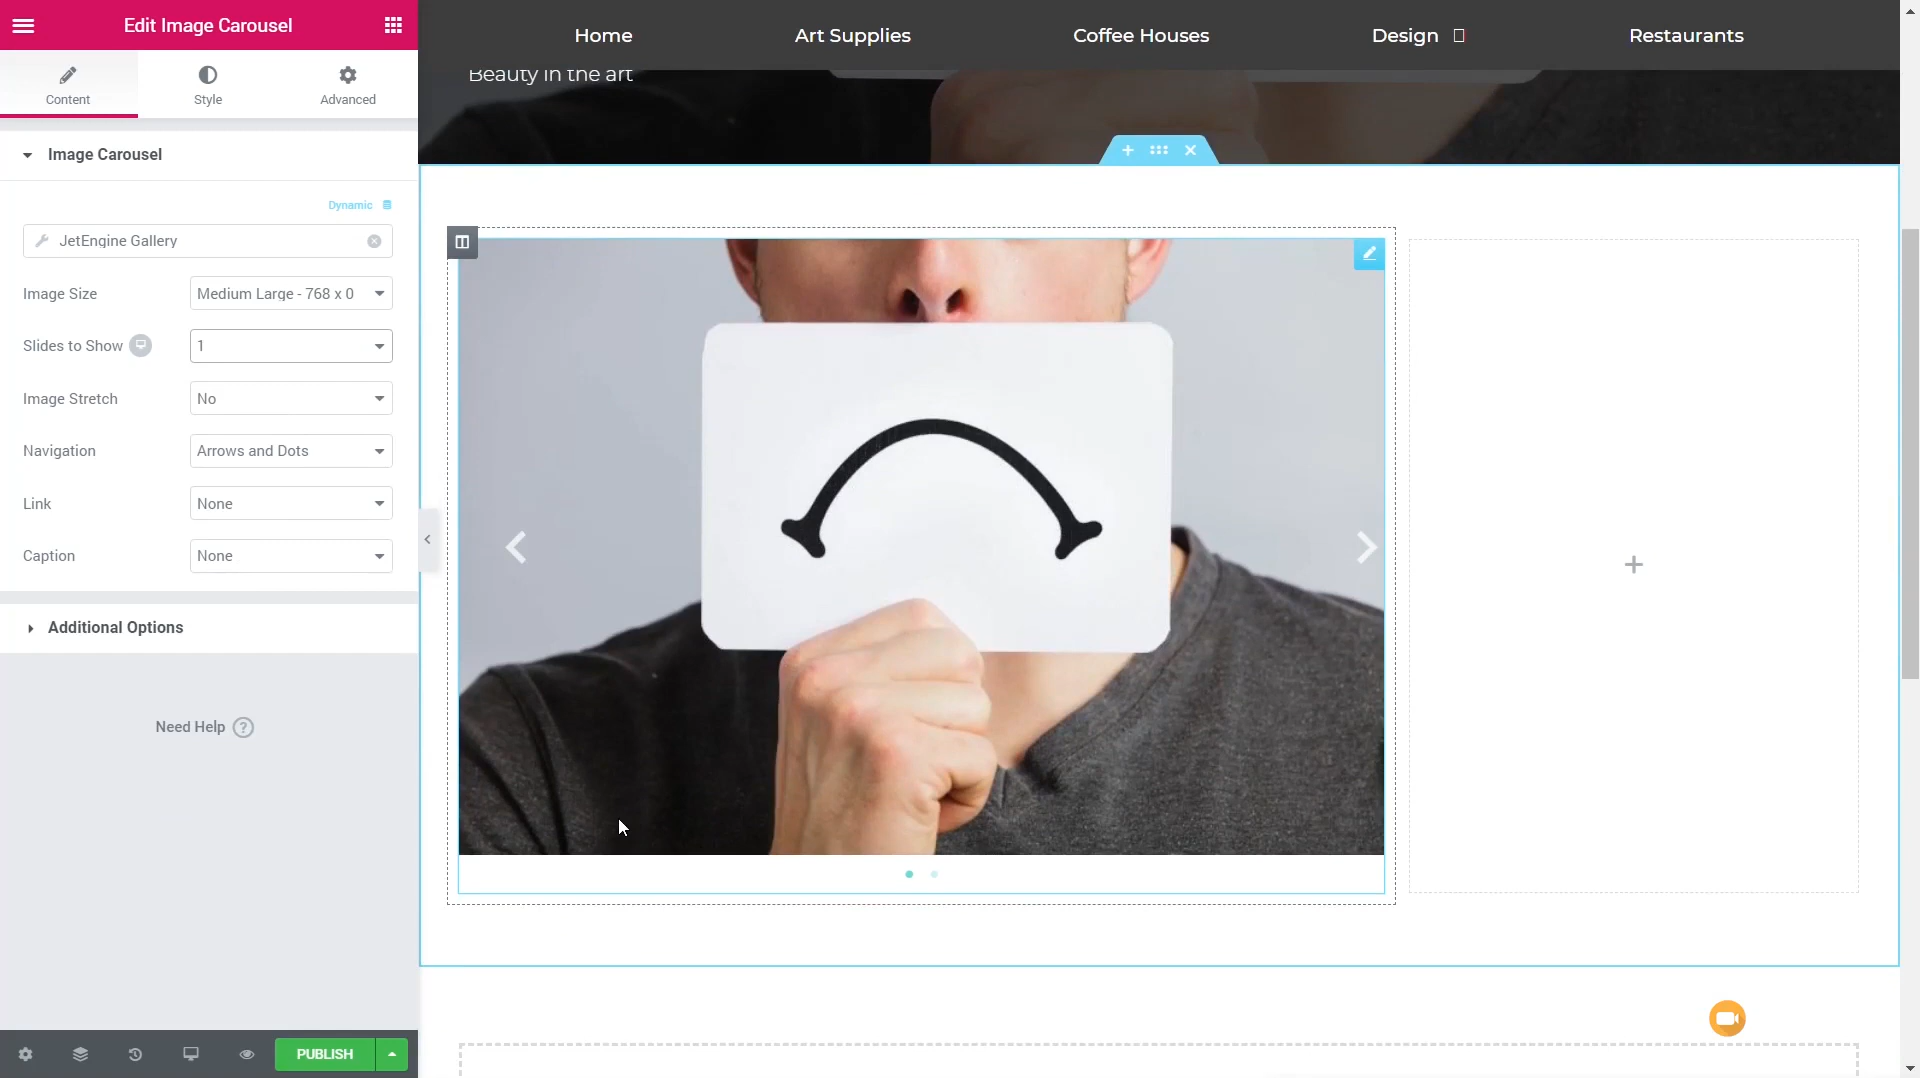 Edit Image Carousel
Home
Art Supplies
Coffee Houses
Design
Restaurants
Content
Style
Advanced
Beauty in the art
Image Carousel
Dynamic
JetEngine Gallery
Image Size
Medium Large - 768 x 0
Slides to Show
1
Image Stretch
No
Navigation
Arrows and Dots
Link
None
Caption
None
Additional Options
Need Help ?
PUBLISH